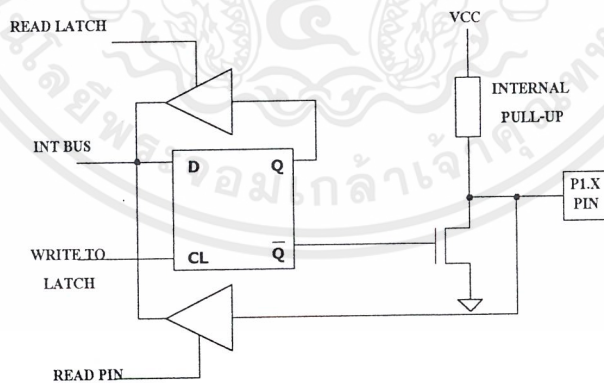 READ LATCH
VCC
INTERNAL
PULL-UP
INT BUS
D
Q
P1.X
PIN
WRITE TO
LATCH
CL
Q̅
READ PIN